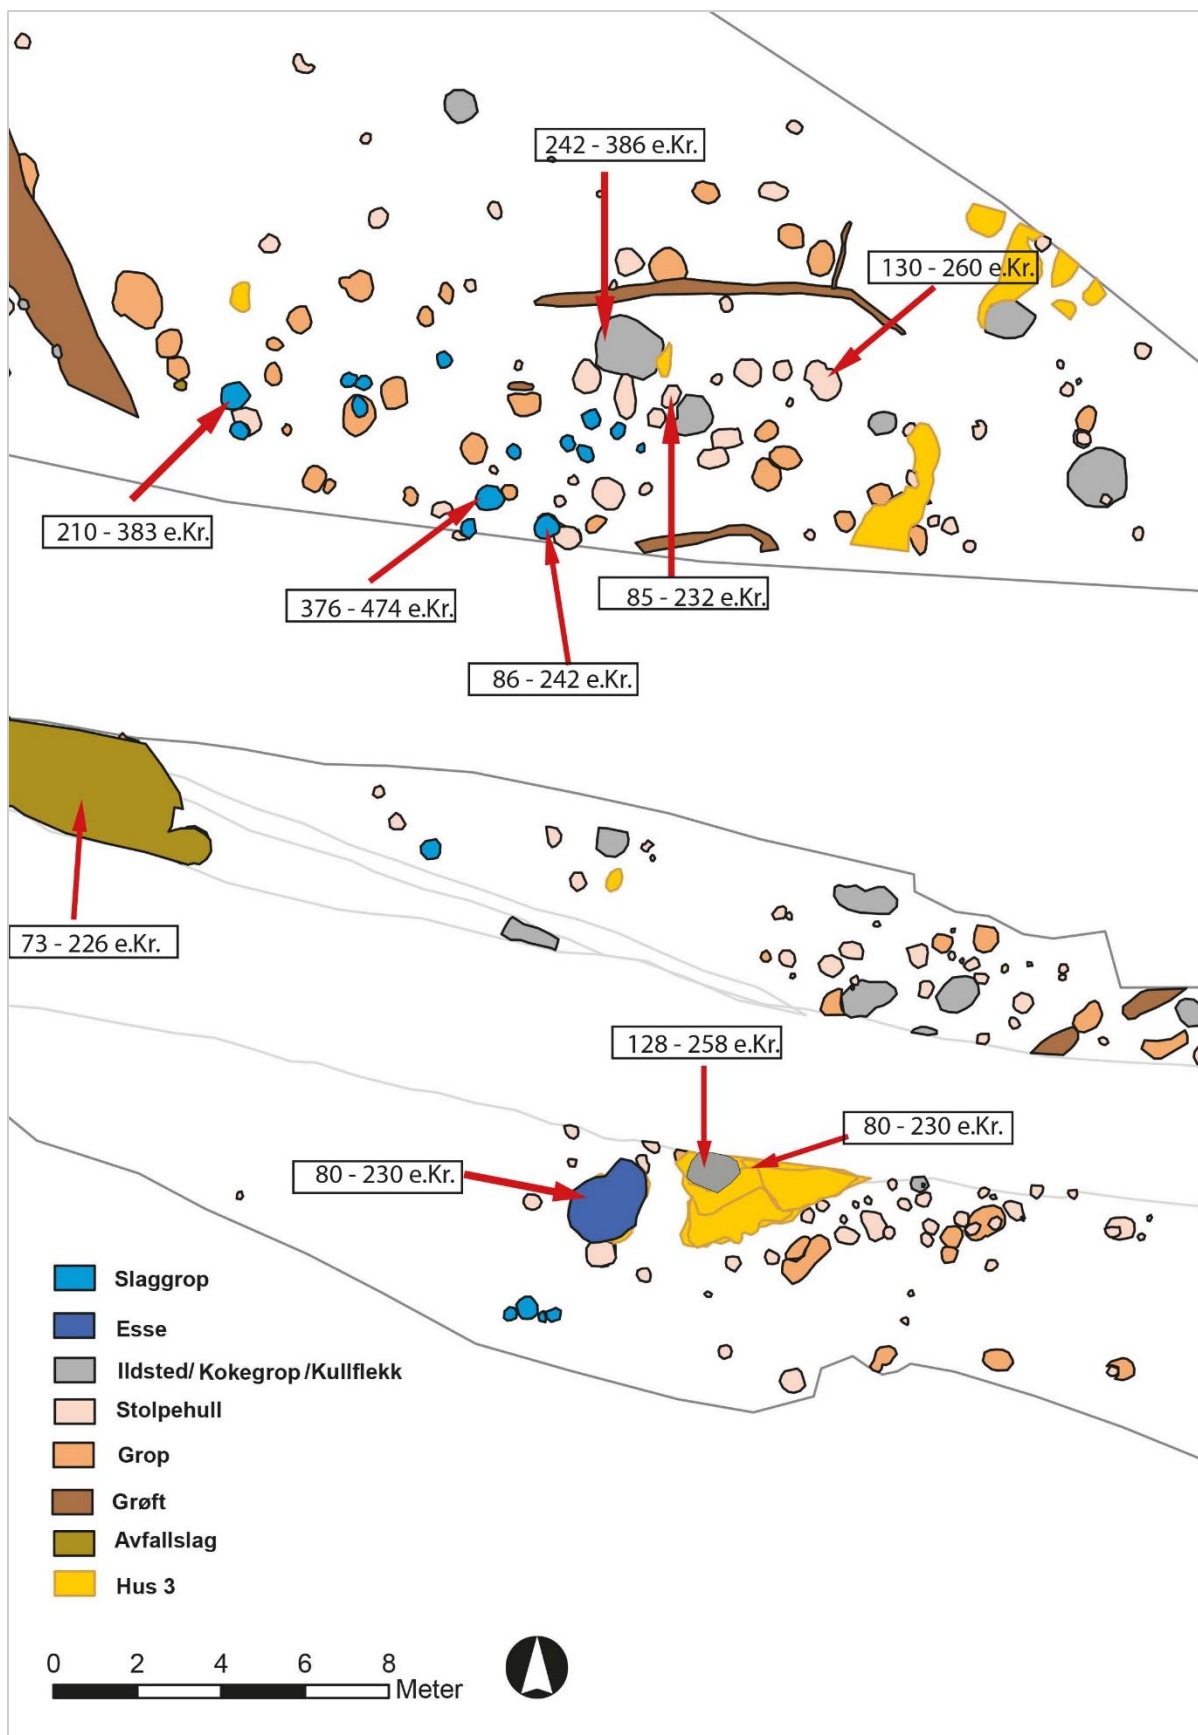 242 - 386 e.Kr.
130 - 260 e.Kr.
210 - 383 e.Kr.
376 - 474 e.Kr.
85 - 232 e.Kr.
86 - 242 e.Kr.
73 - 226 e.Kr.
128 - 258 e.Kr.
80 - 230 e.Kr.
80 - 230 e.Kr.
Slaggrop
Esse
Ildsted/ Kokegrop /Kullflekk
Stolpehull
Grop
Grøft
Avfallslag
Hus 3
0 2 4 6 8
Meter